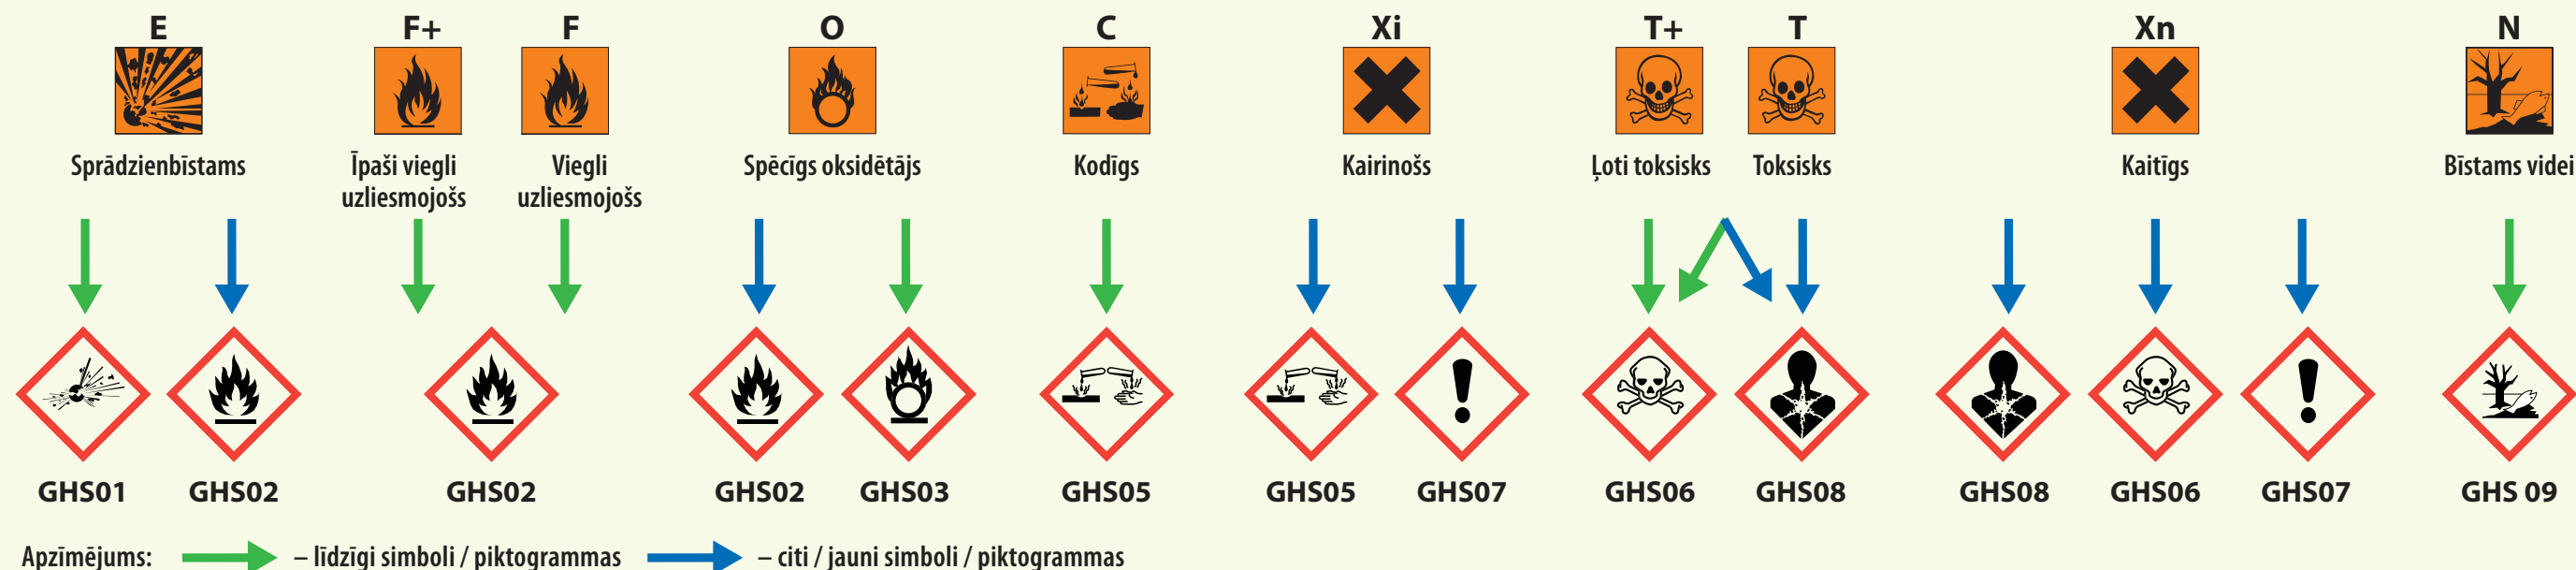 E
F+
F
O
C
Xi
T+
T
Xn
N
Sprādzienbīstams
Īpaši viegli
uzliesmojošs
Viegli
uzliesmojošs
Spēcīgs oksidētājs
Kodīgs
Kairinošs
Ļoti toksisks
Toksisks
Kaitīgs
Bīstams videi
GHS01
GHS02
GHS02
GHS02
GHS03
GHS05
GHS05
GHS07
GHS06
GHS08
GHS08
GHS06
GHS07
GHS 09
Apzīmējums:
– līdzīgi simboli / piktogrammas
– citi / jauni simboli / piktogrammas